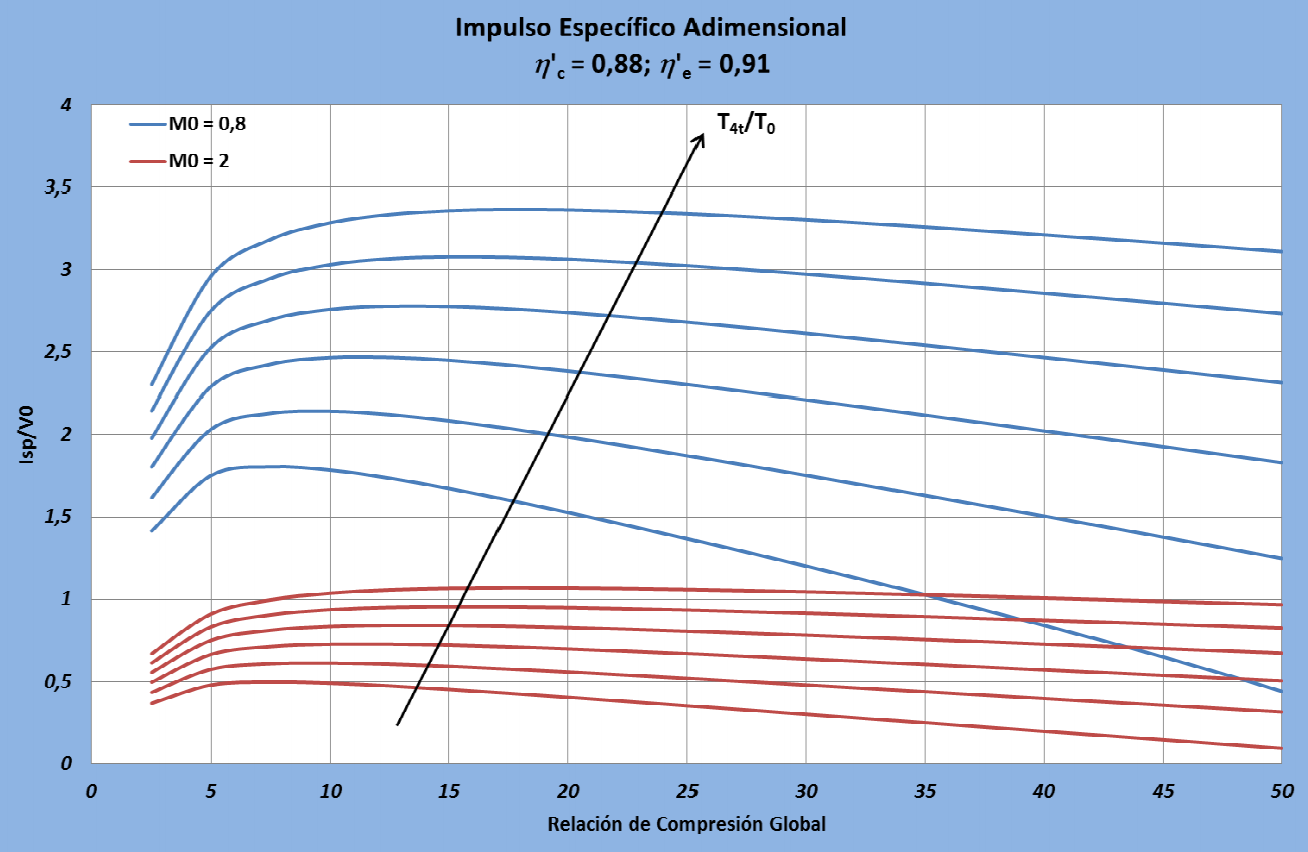 Impulso Específico Adimensional
η'c = 0,88; η'e = 0,91
4
3,5
3
2,5
2
1,5
1
0,5
0
M0 = 0,8
M0 = 2
T4t/T0
Isp/V0
0 5 10 15 20 25 30 35 40 45 50
Relación de Compresión Global